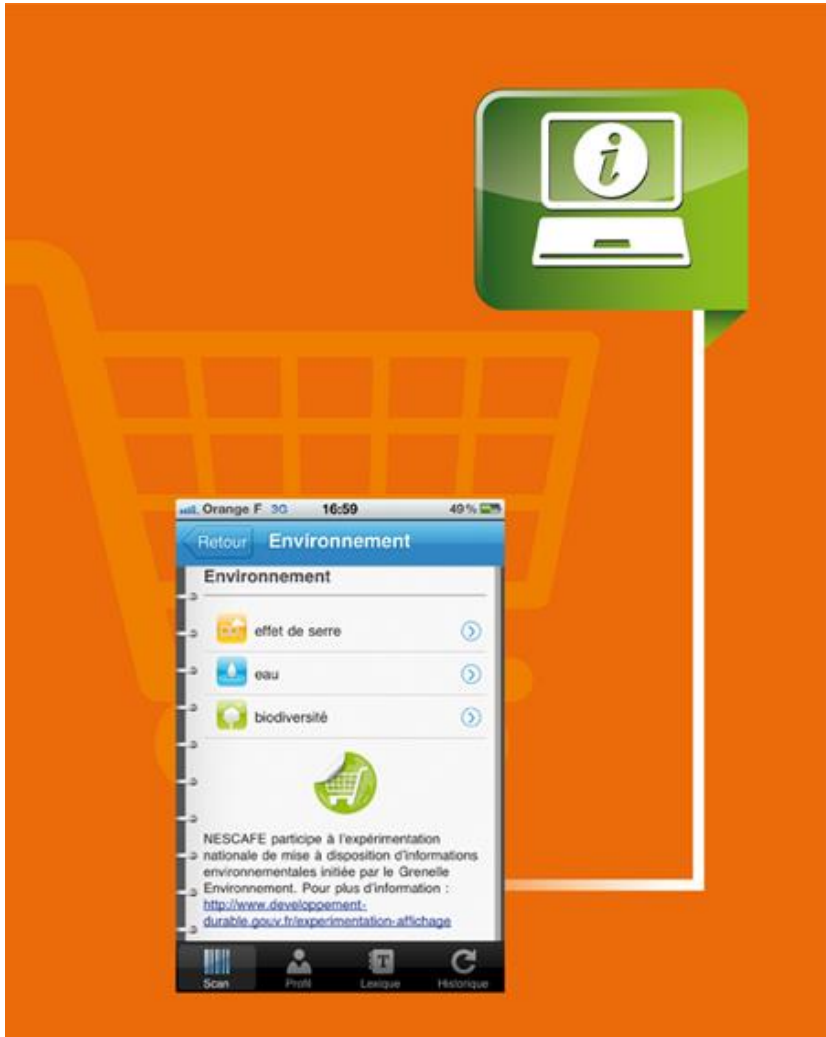 i
Orange F 3G 16:59 49%
Retour Environnement
Environnement
effet de serre
eau
biodiversité
NESCAFE participe à l'expérimentation
nationale de mise à disposition d'informations
environnementales initiée par le Grenelle
Environnement. Pour plus d'information :
http://www.developpement-
durable.gouv.fr/experimentation-affichage
T
Scan Profil Lexique Historique